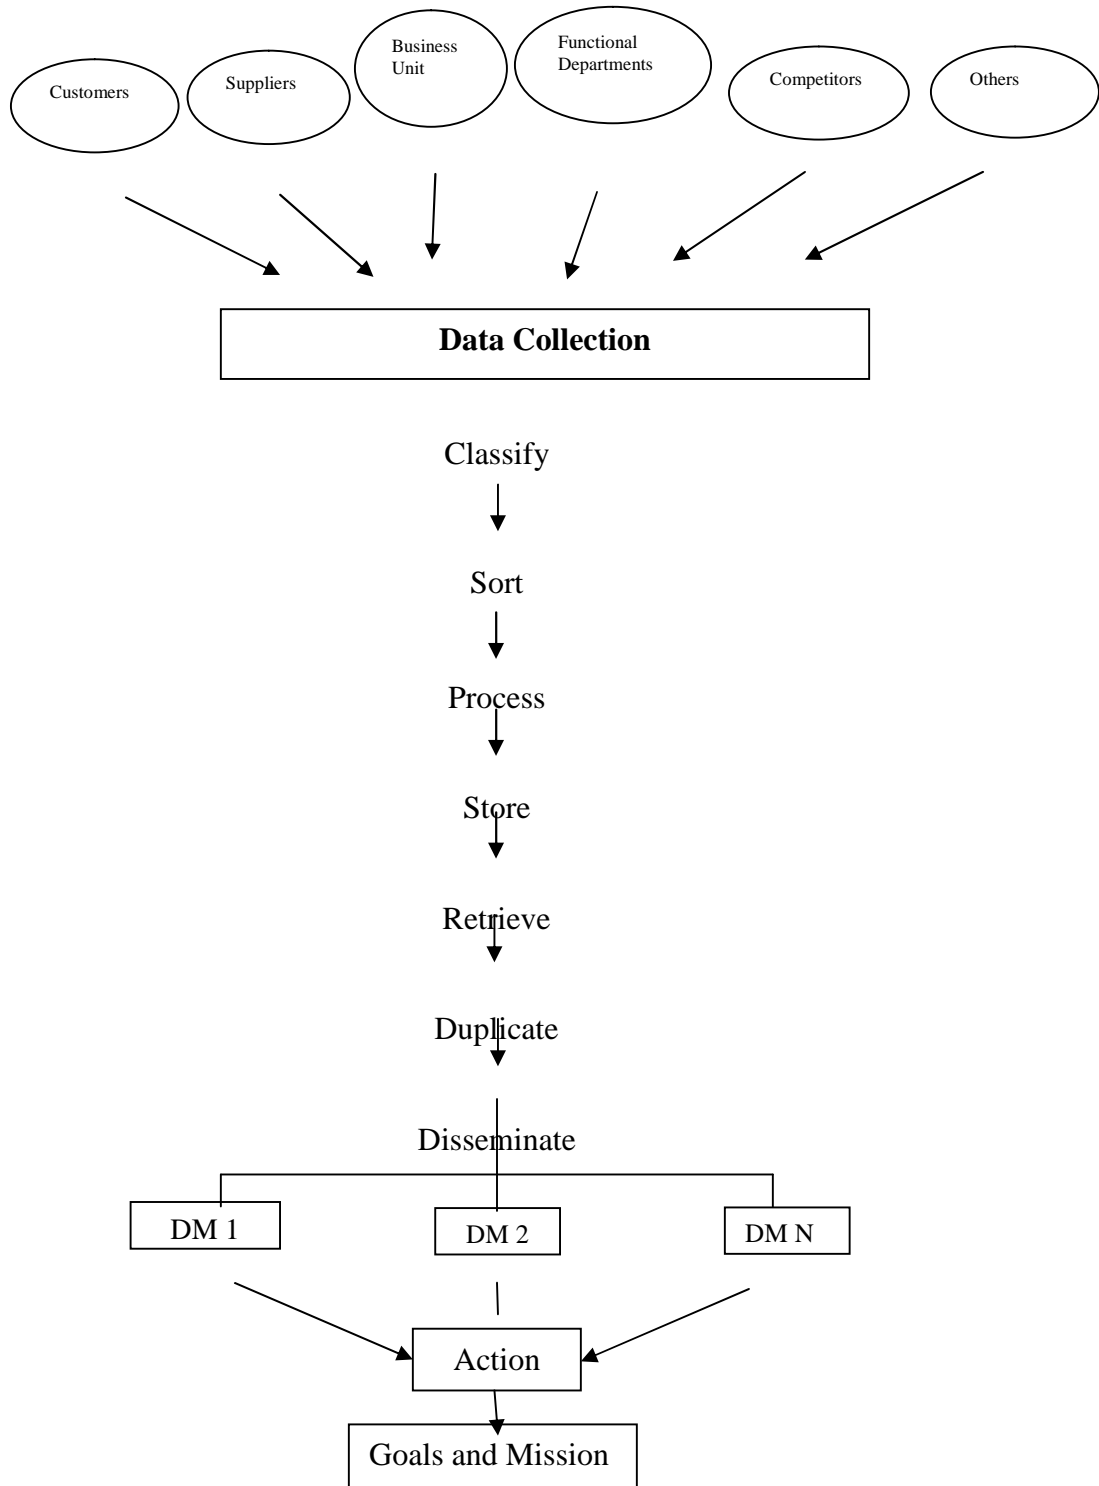 Customers
Suppliers
Business
Unit
Functional
Departments
Competitors
Others
Data Collection
Classify
Sort
Process
Store
Retrieve
Duplicate
Disseminate
DM 1
DM 2
DM N
Action
Goals and Mission